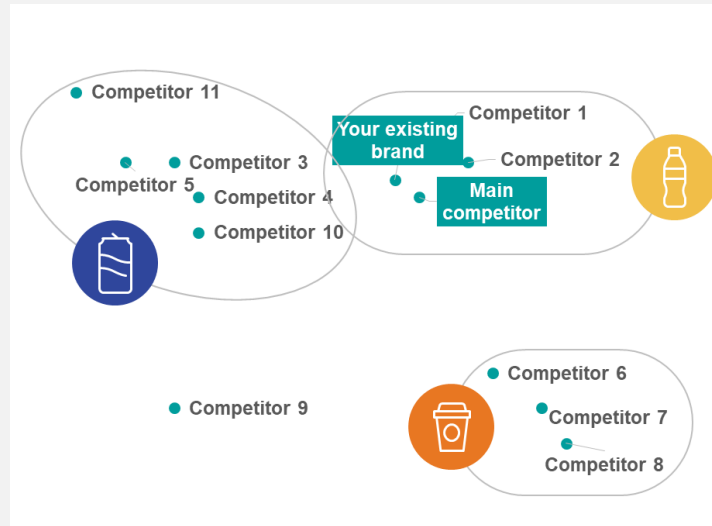 Competitor 11
Competitor 1
Your existing
brand
Competitor 3
Competitor 2
Competitor 5
Competitor 4
Main
competitor
Competitor 10
Competitor 6
Competitor 9
Competitor 7
Competitor 8